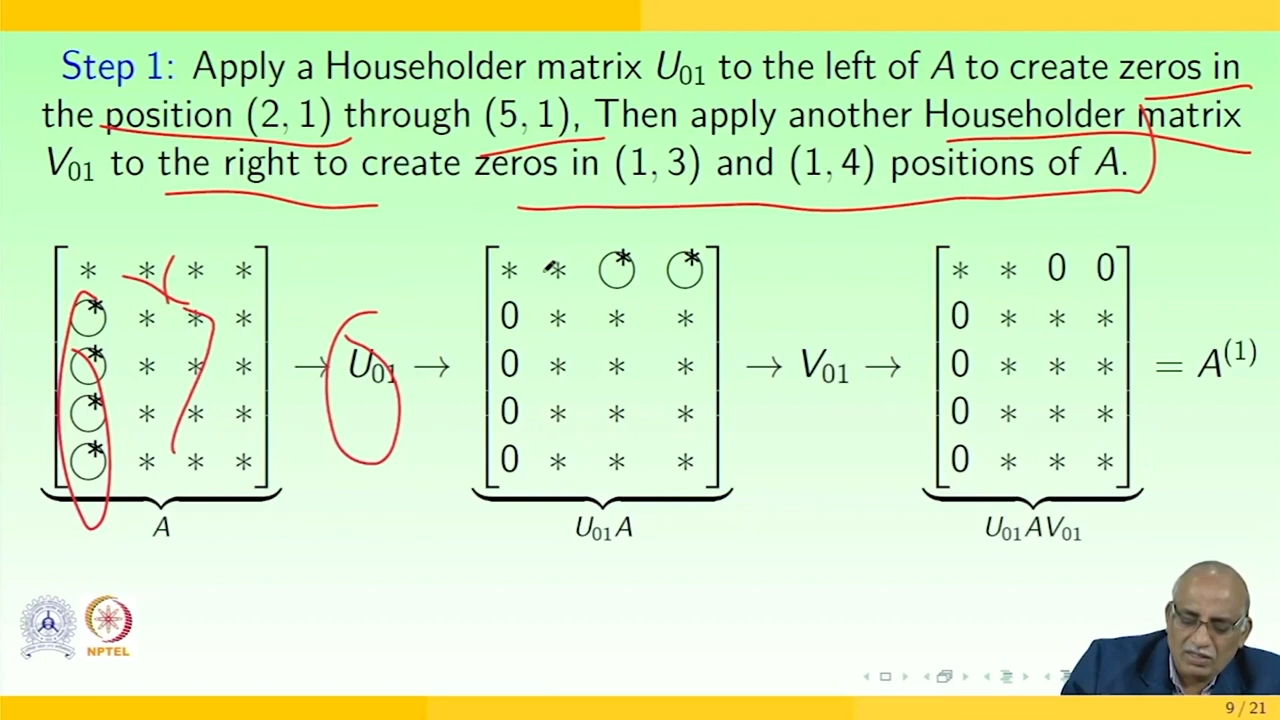 Step 1: Apply a Householder matrix U₀₁ to the left of A to create zeros in
the position (2, 1) through (5, 1), Then apply another Householder matrix
V₀₁ to the right to create zeros in (1, 3) and (1, 4) positions of A.
[* * * *] [* * * *] [* * 0 0]
[* * * *] [0 * * *] [0 * * *]
[* * * *] → U₀₁ → [0 * * *] → V₀₁ → [0 * * *] = A⁽¹⁾
[* * * *] [0 * * *] [0 * * *]
[* * * *] [0 * * *] [0 * * *]
A U₀₁A U₀₁AV₀₁
NPTEL
9 / 21